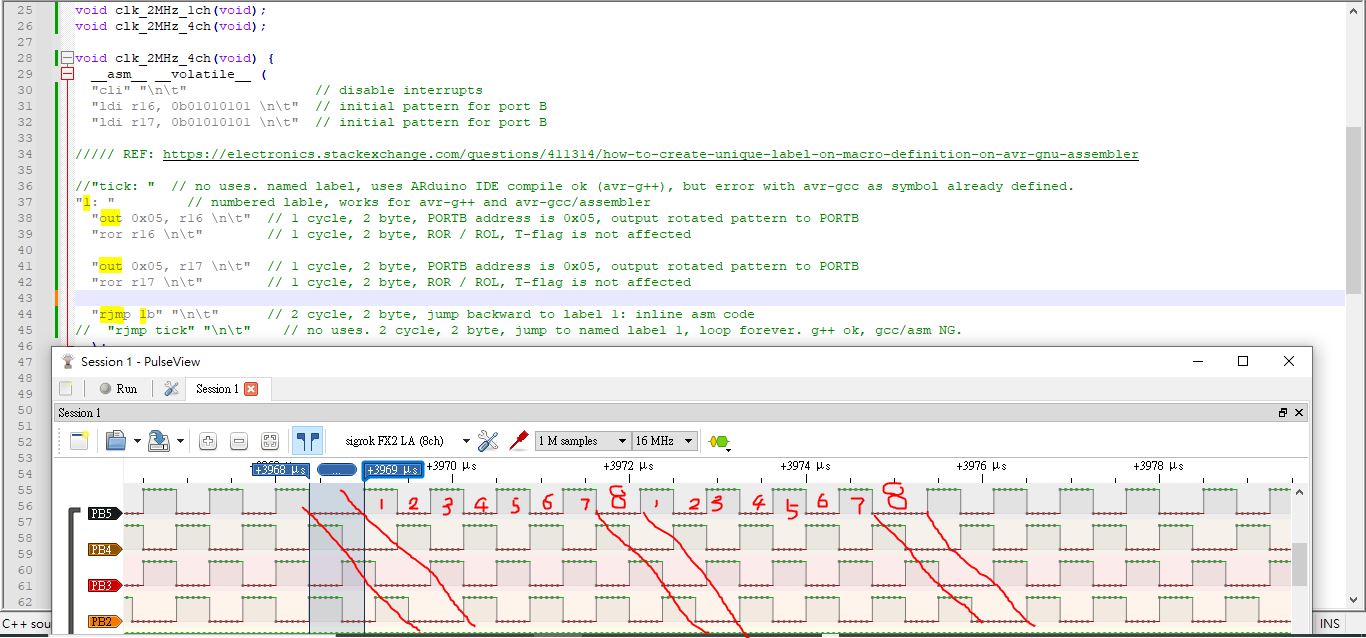 25 void clk_2MHz_1ch(void);
26 void clk_2MHz_4ch(void);
27
28 void clk_2MHz_4ch(void) {
29 __asm__ __volatile__ (
30 "cli" "\n\t" // disable interrupts
31 "ldi r16, 0b01010101 \n\t" // initial pattern for port B
32 "ldi r17, 0b01010101 \n\t" // initial pattern for port B
33
34 ///// REF: https://electronics.stackexchange.com/questions/411314/how-to-create-unique-label-on-macro-definition-on-avr-gnu-assembler
35
36 //"tick: " // no uses. named label, uses ARduino IDE compile ok (avr-g++), but error with avr-gcc as symbol already defined.
37 "1: " // numbered lable, works for avr-g++ and avr-gcc/assembler
38 "out 0x05, r16 \n\t" // 1 cycle, 2 byte, PORTB address is 0x05, output rotated pattern to PORTB
39 "ror r16 \n\t" // 1 cycle, 2 byte, ROR / ROL, T-flag is not affected
40
41 "out 0x05, r17 \n\t" // 1 cycle, 2 byte, PORTB address is 0x05, output rotated pattern to PORTB
42 "ror r17 \n\t" // 1 cycle, 2 byte, ROR / ROL, T-flag is not affected
43
44 "rjmp 1b" "\n\t" // 2 cycle, 2 byte, jump backward to label 1: inline asm code
45 // "rjmp tick" "\n\t" // no uses. 2 cycle, 2 byte, jump to named label 1, loop forever. g++ ok, gcc/asm NG.
46
47 Session 1 - PulseView
48
49 Run Session 1
50 Session 1
51
52 sigrok FX2 LA (8ch) 1 M samples 16 MHz
53
54 +3968 µs ... +3969 µs +3970 µs +3972 µs +3974 µs +3976 µs +3978 µs
55
56 1 2 3 4 5 6 7 8 1 2 3 4 5 6 7 8
57 PB5
58
59 PB4
60
61 PB3
62
PB2
C++ sou INS